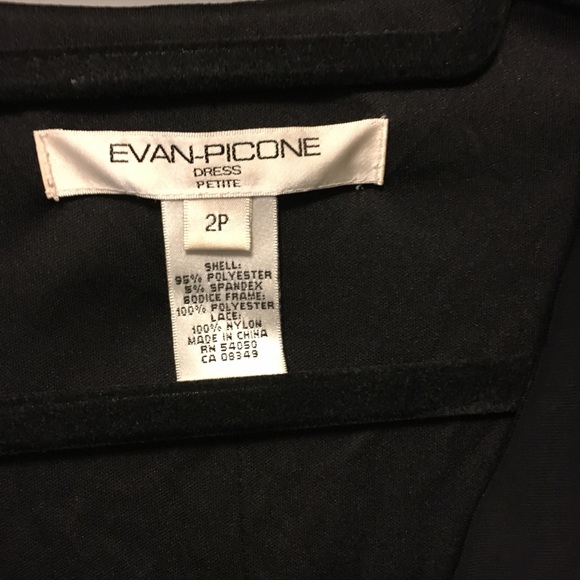 EVAN-PICONE
DRESS
PETITE
2P
SHELL:
95% POLYESTER
5% SPANDEX
BODICE FRAME:
100% POLYESTER
LACE:
100% NYLON
MADE IN CHINA
RN 54050
CA 08349